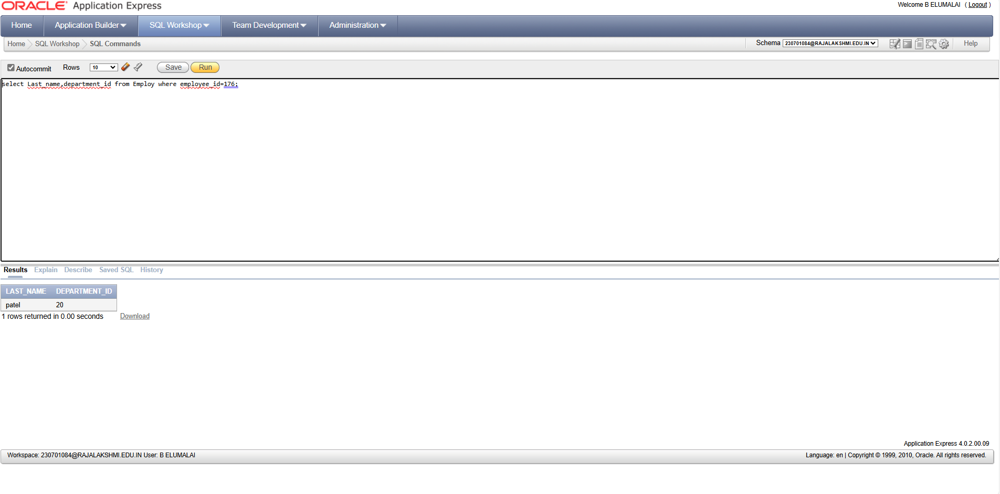 ORACLE® Application Express
Welcome B ELUMALAI ( Logout )
Home Application Builder SQL Workshop Team Development Administration
Home SQL Workshop SQL Commands Schema 230701084@RAJALAKSHMI.EDU.IN Help
Autocommit Rows 10 Save Run
select Last_name,department_id from Employ where employee_id=176;
Results Explain Describe Saved SQL History
LAST_NAME DEPARTMENT_ID
patel 20
1 rows returned in 0.00 seconds Download
Application Express 4.0.2.00.09
Workspace: 230701084@RAJALAKSHMI.EDU.IN User: B ELUMALAI Language: en | Copyright © 1999, 2010, Oracle. All rights reserved.